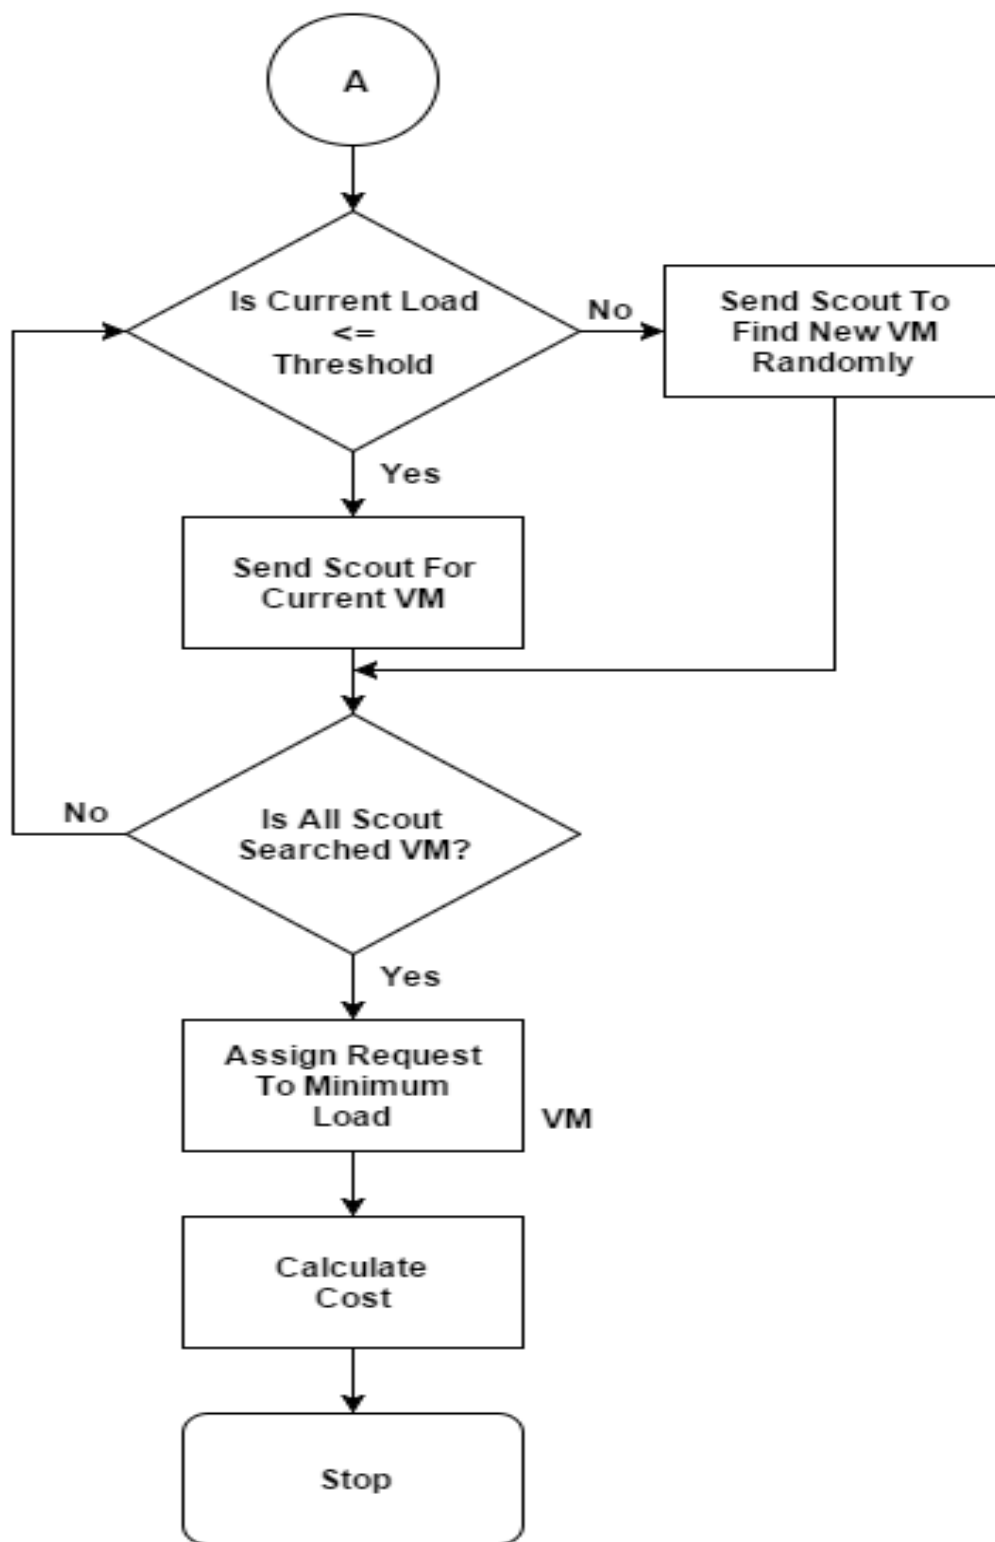 A
Is Current Load
<=
Threshold
No
Send Scout To
Find New VM
Randomly
Yes
Send Scout For
Current VM
No
Is All Scout
Searched VM?
Yes
Assign Request
To Minimum
Load
VM
Calculate
Cost
Stop